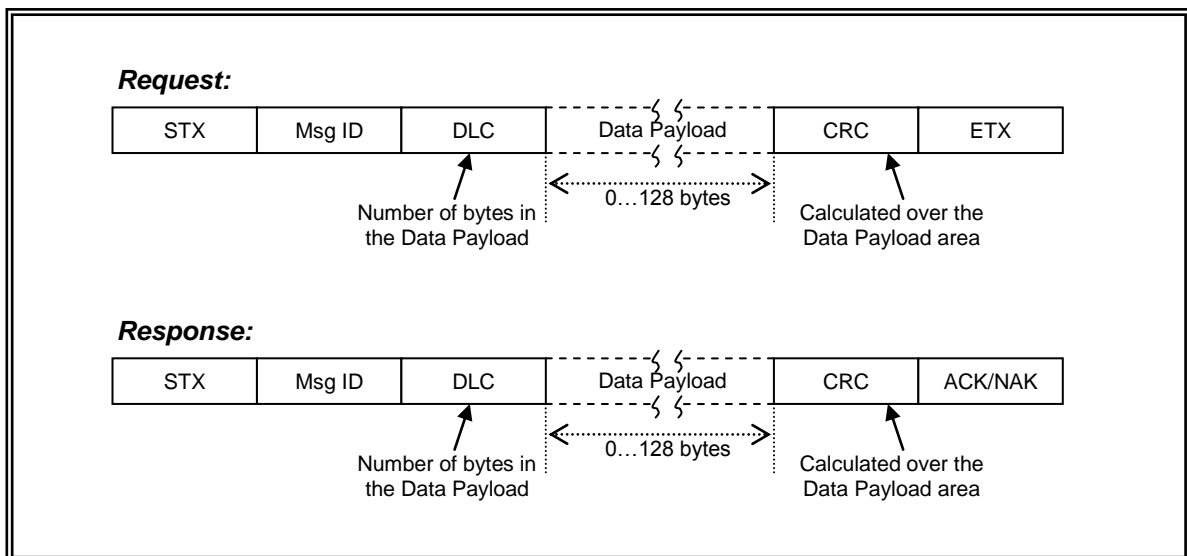 Request:
STX Msg ID DLC Data Payload CRC ETX
0…128 bytes
Number of bytes in
the Data Payload
Calculated over the
Data Payload area
Response:
STX Msg ID DLC Data Payload CRC ACK/NAK
0…128 bytes
Number of bytes in
the Data Payload
Calculated over the
Data Payload area